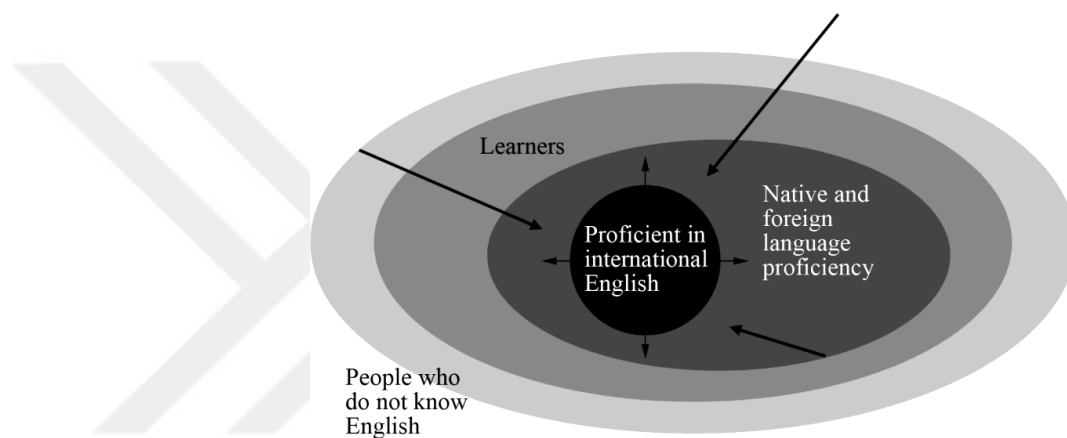 Learners
Native and
foreign
language
proficiency
Proficient in
international
English
People who
do not know
English